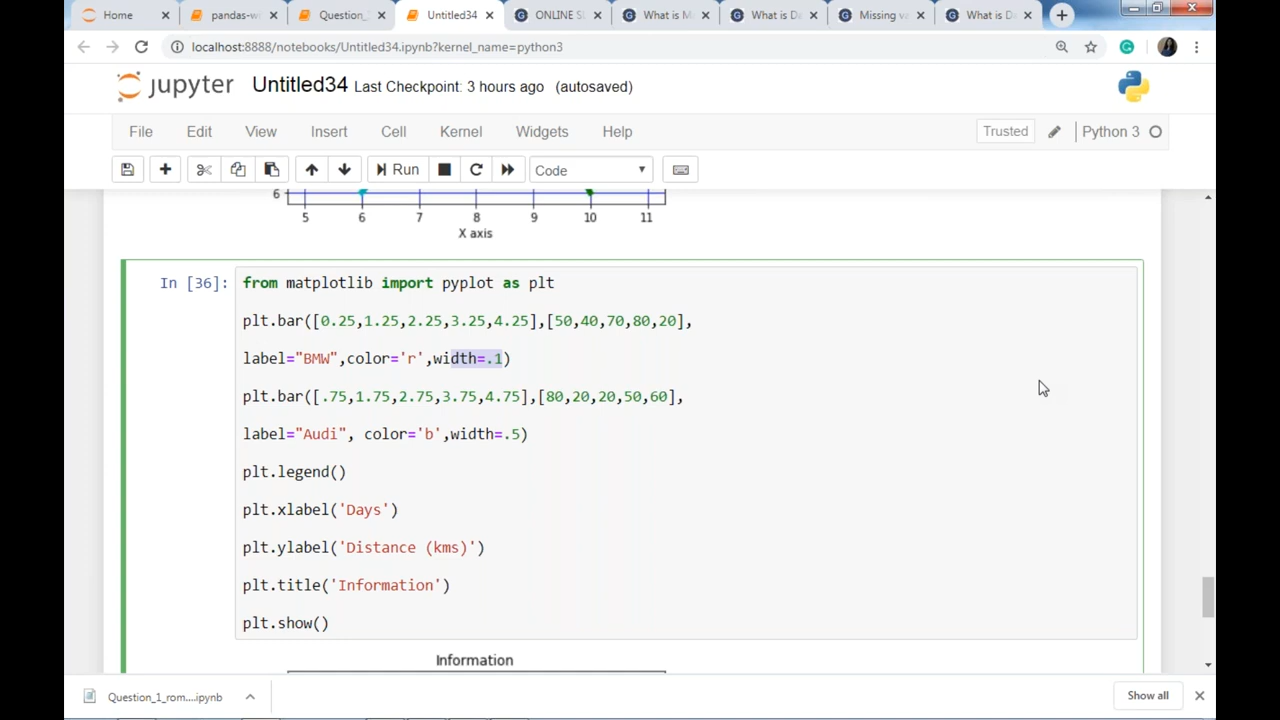 Home
pandas-w
Question_
Untitled34
ONLINE S
What is M
What is D
Missing v
What is D
localhost:8888/notebooks/Untitled34.ipynb?kernel_name=python3
jupyter Untitled34 Last Checkpoint: 3 hours ago (autosaved)
File Edit View Insert Cell Kernel Widgets Help Trusted Python 3
Run Code
6
5 6 7 8 9 10 11
X axis
In [36]: from matplotlib import pyplot as plt
plt.bar([0.25,1.25,2.25,3.25,4.25],[50,40,70,80,20],
label="BMW",color='r',width=.1)
plt.bar([.75,1.75,2.75,3.75,4.75],[80,20,20,50,60],
label="Audi", color='b',width=.5)
plt.legend()
plt.xlabel('Days')
plt.ylabel('Distance (kms)')
plt.title('Information')
plt.show()
Information
Question_1_rom....ipynb
Show all